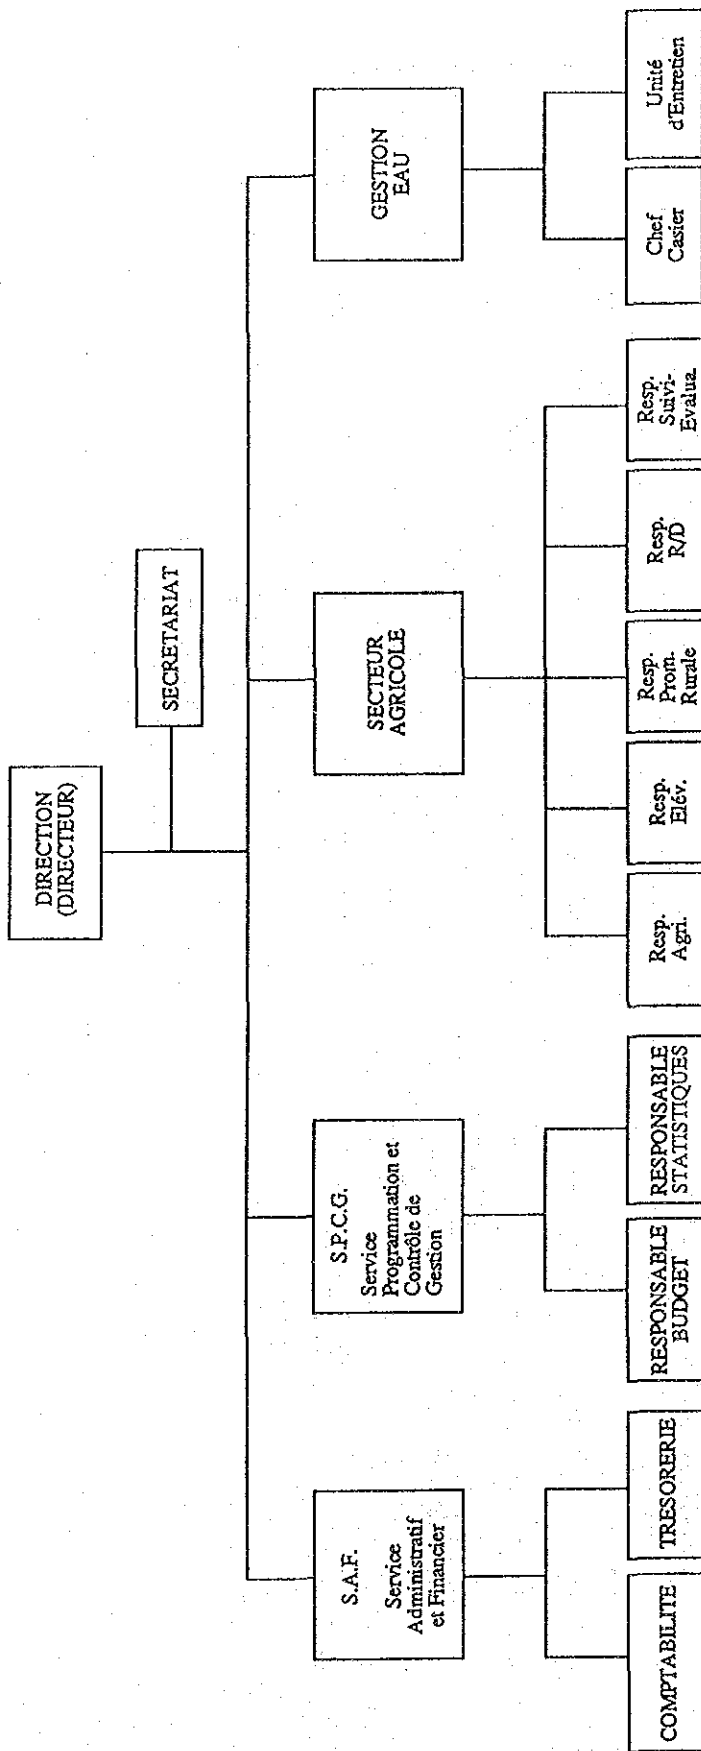 DIRECTION
(DIRECTEUR)
SECRETARIAT
S.A.F.
Service
Administratif
et Financier
S.P.C.G.
Service
Programmation et
Contrôle de
Gestion
SECTEUR
AGRICOLE
GESTION
EAU
COMPTABILITE
TRESORERIE
RESPONSABLE
BUDGET
RESPONSABLE
STATISTIQUES
Resp.
Agri.
Resp.
Elév.
Resp.
Prom.
Rurale
Resp.
R/D
Resp.
Suivi-
Evalua.
Chef
Casier
Unité
d'Entretien